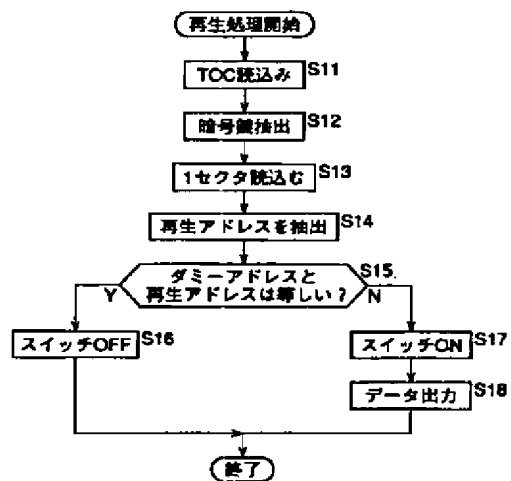 再生処理開始
TOC読込み S11
暗号鍵抽出 S12
1セクタ読込む S13
再生アドレスを抽出 S14
ダミーアドレスと S15
再生アドレスは等しい？
Y N
スイッチOFF S16
スイッチON S17
データ出力 S18
終了